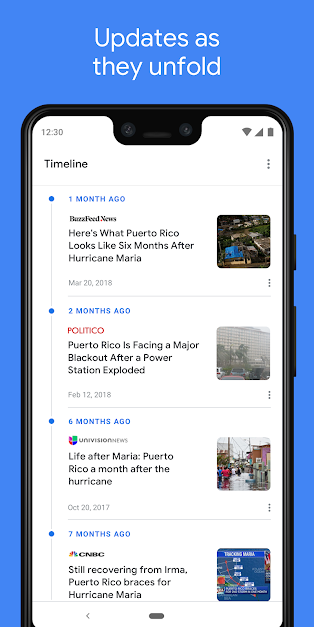 Updates as
they unfold
12:30
Timeline
1 MONTH AGO
BuzzFeed News
Here's What Puerto Rico
Looks Like Six Months After
Hurricane Maria
Mar 20, 2018
2 MONTHS AGO
POLITICO
Puerto Rico Is Facing a Major
Blackout After a Power
Station Exploded
Feb 12, 2018
6 MONTHS AGO
UNIVISION NEWS
Life after Maria: Puerto
Rico a month after the
hurricane
Oct 20, 2017
7 MONTHS AGO
CNBC
Still recovering from Irma,
Puerto Rico braces for
Hurricane Maria
TRACKING MARIA